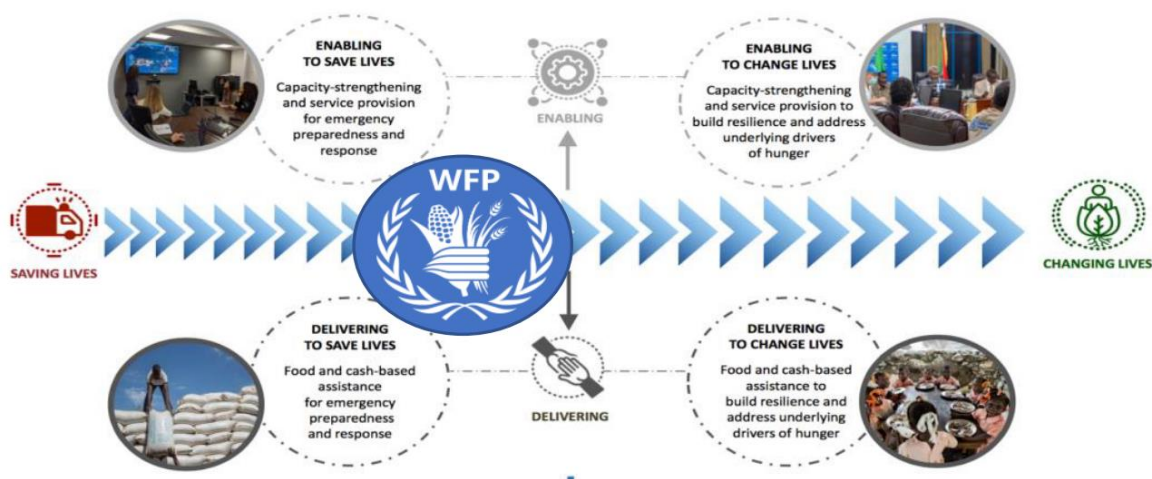 ENABLING
TO SAVE LIVES
Capacity-strengthening
and service provision
for emergency
preparedness and
response
ENABLING
ENABLING
TO CHANGE LIVES
Capacity-strengthening
and service provision to
build resilience and address
underlying drivers
of hunger
SAVING LIVES
WFP
CHANGING LIVES
DELIVERING
TO SAVE LIVES
Food and cash-based
assistance
for emergency
preparedness
and response
DELIVERING
DELIVERING
TO CHANGE LIVES
Food and cash-based
assistance to
build resilience and
address underlying
drivers of hunger